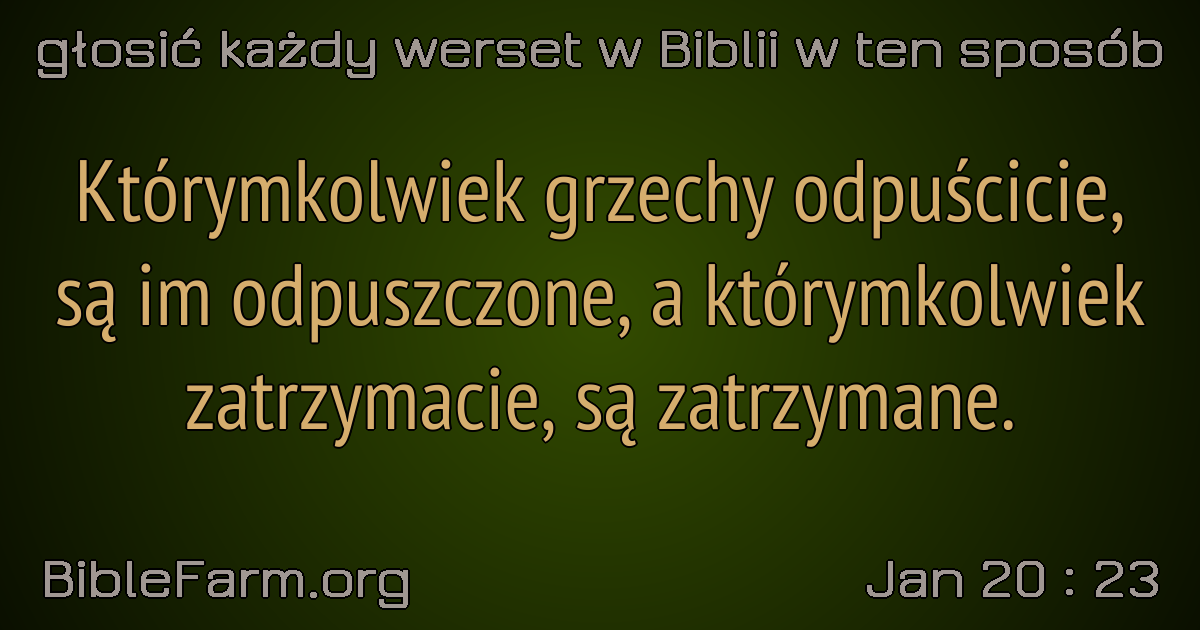 głosić każdy werset w Biblii w ten sposób
Którymkolwiek grzechy odpuścicie,
są im odpuszczone, a którymkolwiek
zatrzymacie, są zatrzymane.
BibleFarm.org
Jan 20 : 23